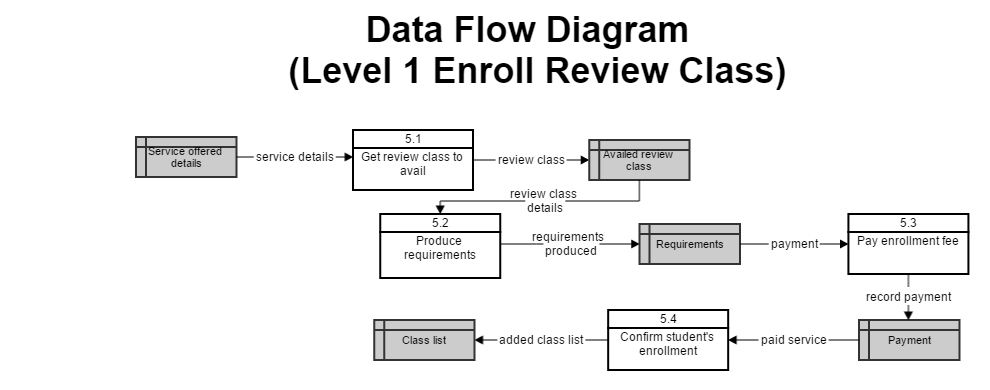 Data Flow Diagram
(Level 1 Enroll Review Class)
Service offered
details
service details
5.1
Get review class to
avail
review class
Availed review
class
review class
details
5.2
Produce
requirements
requirements
produced
Requirements
payment
5.3
Pay enrollment fee
record payment
Class list
added class list
5.4
Confirm student's
enrollment
paid service
Payment